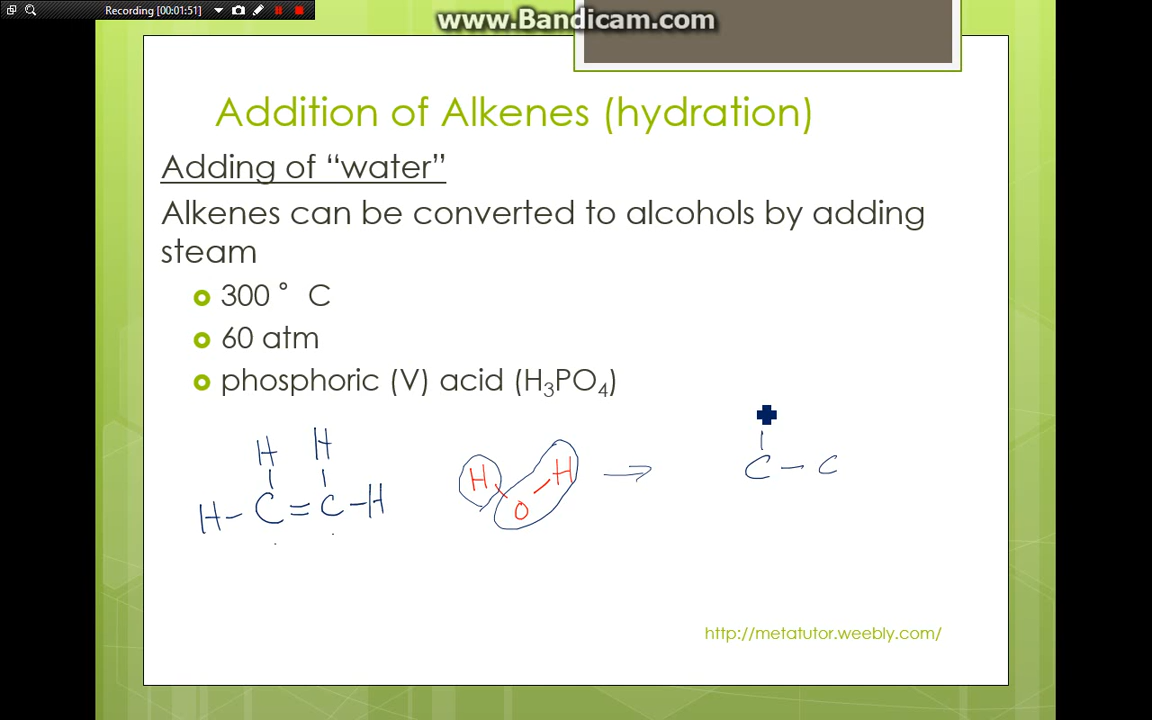 Recording [00:01:51]
www.Bandicam.com
Addition of Alkenes (hydration)
Adding of “water”
Alkenes can be converted to alcohols by adding
steam
300 ° C
60 atm
phosphoric (V) acid (H₃PO₄)
H H
H - C = C - H
H O - H → C - C
http://metatutor.weebly.com/